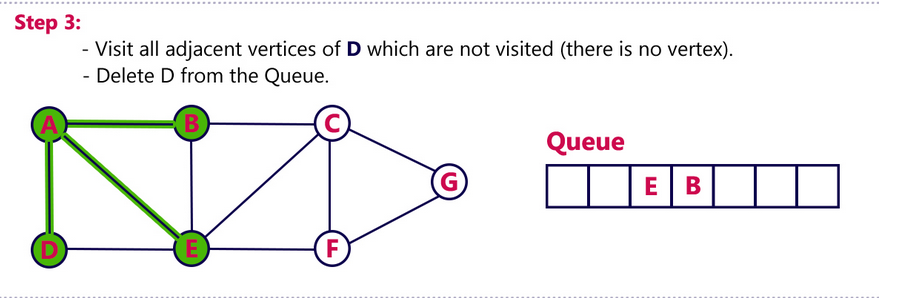 Step 3:
- Visit all adjacent vertices of D which are not visited (there is no vertex).
- Delete D from the Queue.
A B C
Queue
G
E B
D E F